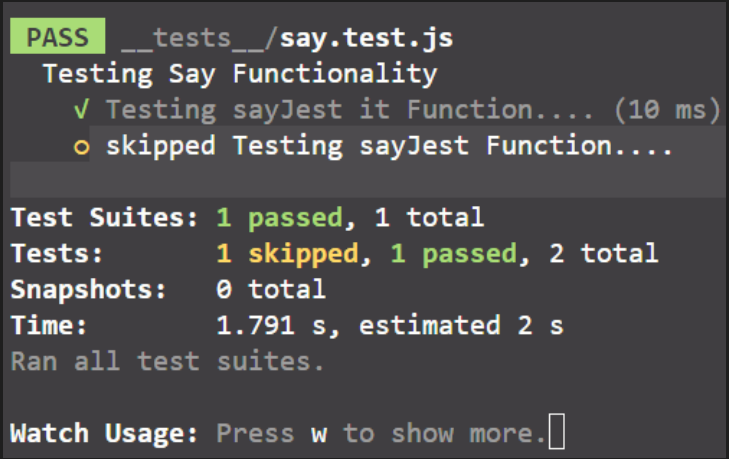 PASS __tests__/say.test.js
Testing Say Functionality
√ Testing sayJest it Function.... (10 ms)
○ skipped Testing sayJest Function....
Test Suites: 1 passed, 1 total
Tests: 1 skipped, 1 passed, 2 total
Snapshots: 0 total
Time: 1.791 s, estimated 2 s
Ran all test suites.
Watch Usage: Press w to show more.